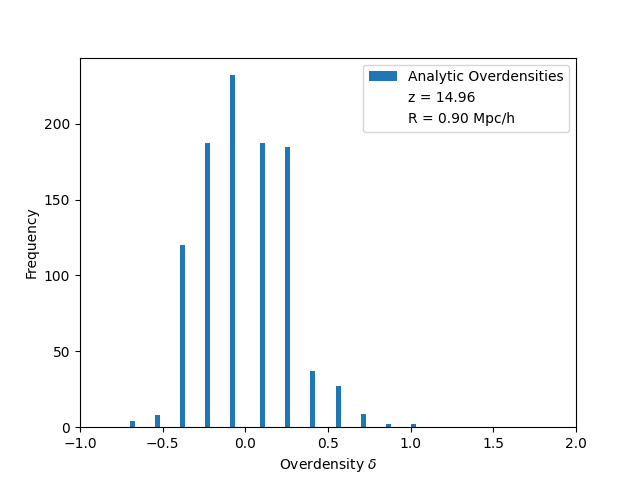 Analytic Overdensities
z = 14.96
R = 0.90 Mpc/h
Frequency
200
150
100
50
0
−1.0 −0.5 0.0 0.5 1.0 1.5 2.0
Overdensity δ